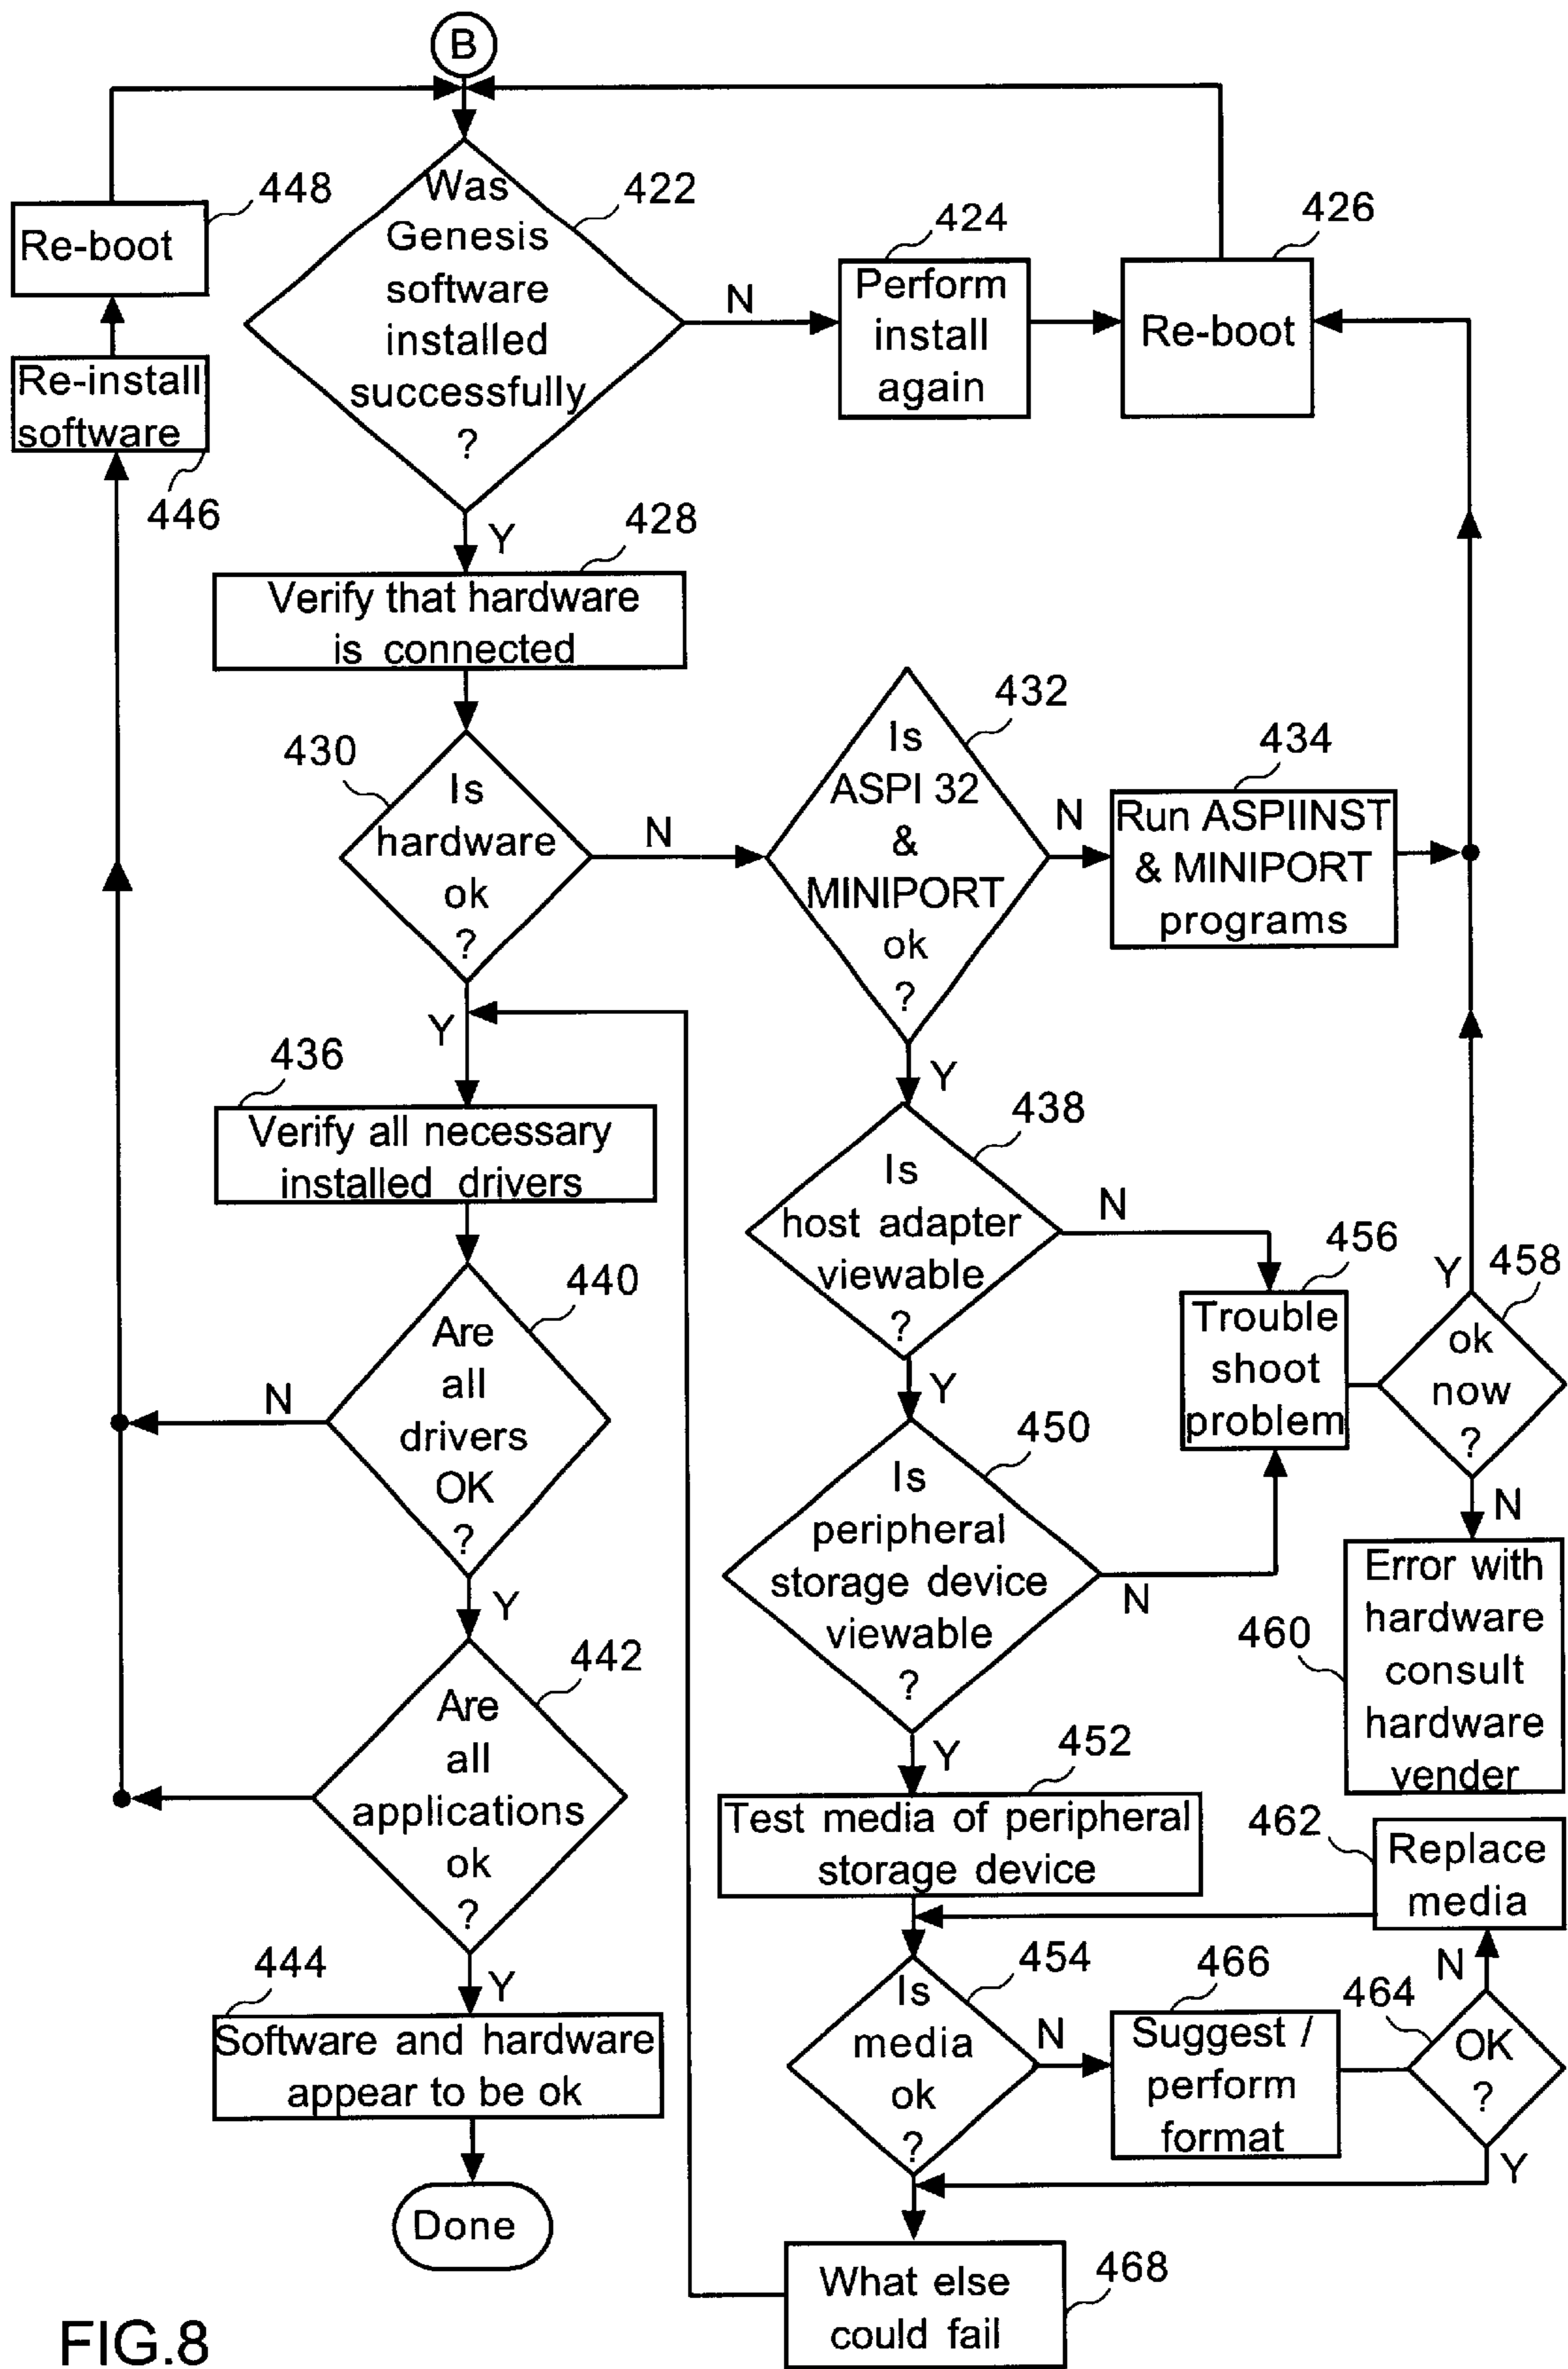 B
Was
Genesis
software
installed
successfully
?
422
448
Re-boot
Re-install
software
446
N
424
Perform
install
again
426
Re-boot
Y
428
Verify that hardware
is connected
430
Is
hardware
ok
?
N
432
Is
ASPI 32
&
MINIPORT
ok
?
N
434
Run ASPIINST
& MINIPORT
programs
Y
436
Verify all necessary
installed drivers
Y
438
Is
host adapter
viewable
?
N
456
Trouble
shoot
problem
Y
458
ok
now
?
N
460
Error with
hardware
consult
hardware
vender
440
Are
all
drivers
OK
?
N
Y
Y
450
Is
peripheral
storage device
viewable
?
N
442
Are
all
applications
ok
?
Y
452
Test media of peripheral
storage device
462
Replace
media
Y
444
Software and hardware
appear to be ok
Done
454
Is
media
ok
?
N
466
Suggest /
perform
format
464
OK
?
N
Y
468
What else
could fail
FIG.8